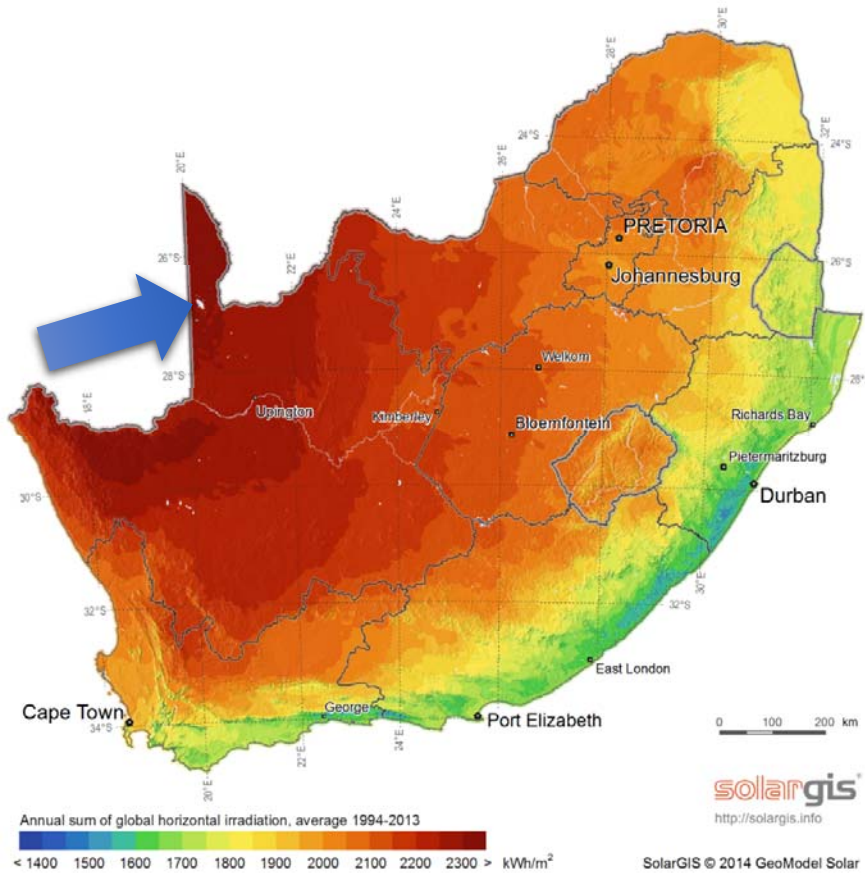 30°E
28°E
32°E
24°S
24°S
20°E
26°E
24°E
PRETORIA
22°E
26°S
26°S
Johannesburg
28°S
Welkom
28°
18°E
Upington
Kimberley
Bloemfontein
Richards Bay
Pietermaritzburg
30°S
Durban
30°E
32°S
32°S
East London
Cape Town
George
Port Elizabeth
34°S
24°E
22°E
20°E
0 100 200 km
solargis
http://solargis.info
Annual sum of global horizontal irradiation, average 1994-2013
< 1400 1500 1600 1700 1800 1900 2000 2100 2200 2300 > kWh/m²
SolarGIS © 2014 GeoModel Solar